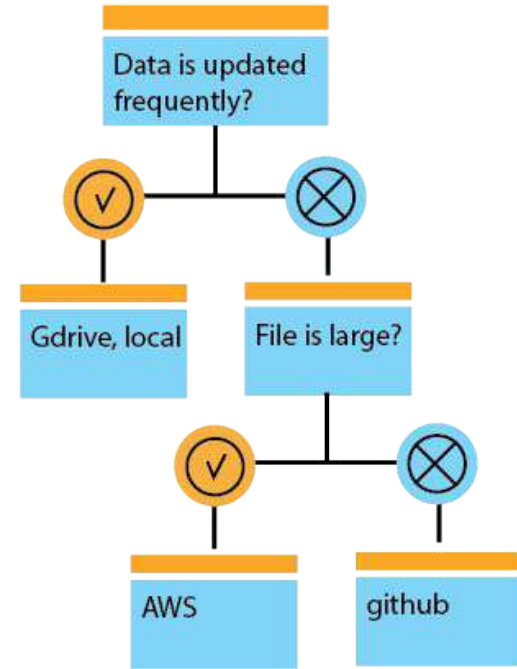 Data is updated
frequently?
Gdrive, local
File is large?
AWS
github